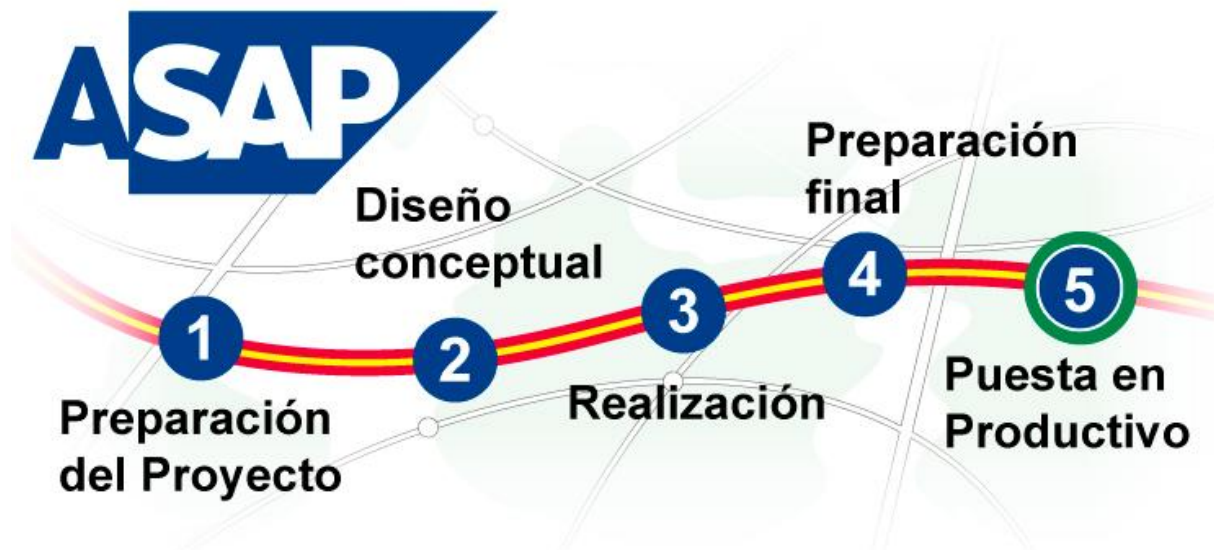 ASAP
1
Preparación
del Proyecto
2
Diseño
conceptual
3
Realización
4
Preparación
final
5
Puesta en
Productivo